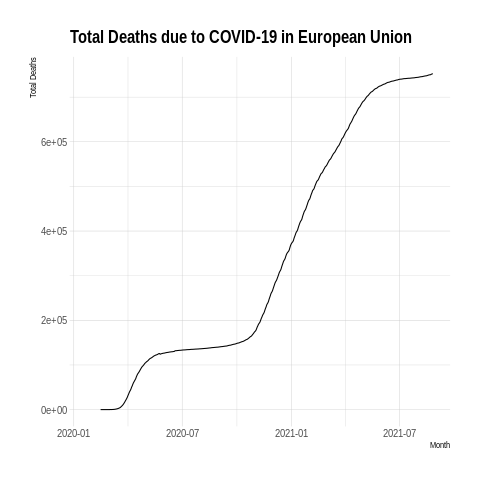 Total Deaths due to COVID-19 in European Union
Total Deaths
6e+05
4e+05
2e+05
0e+00
2020-01 2020-07 2021-01 2021-07
Month